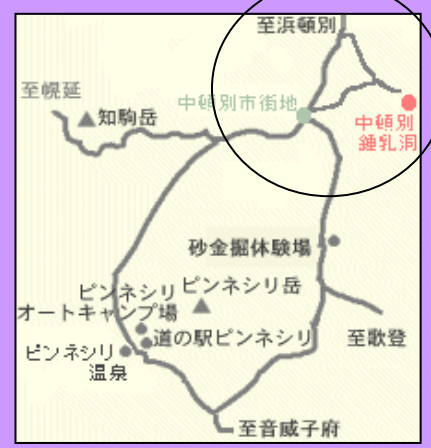 至浜頓別
至幌延
中頓別市街地
知駒岳
中頓別
鍾乳洞
砂金掘体験場
ピンネシリ
オートキャンプ場
ピンネシリ岳
道の駅ピンネシリ
ピンネシリ
温泉
至歌登
至音威子府